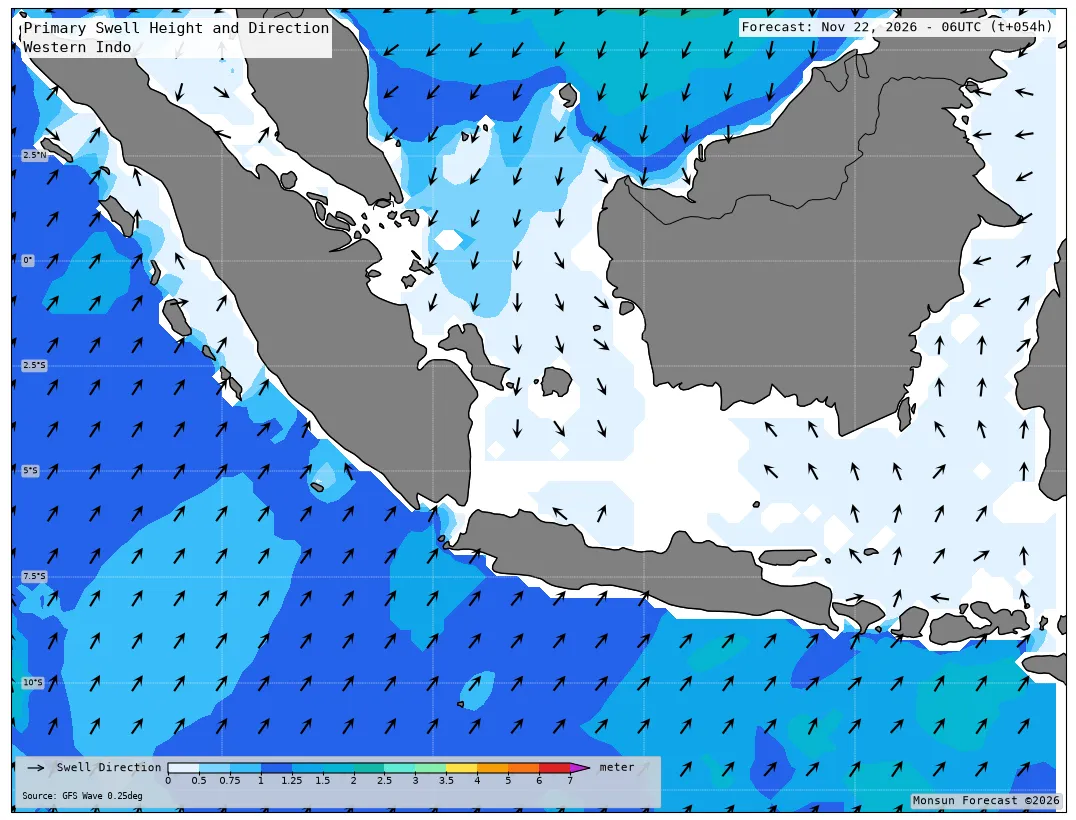 Primary Swell Height and Direction
Western Indo
Forecast: Nov 22, 2026 - 06UTC (t+054h)
2.5°N
0°
2.5°S
5°S
7.5°S
10°S
Swell Direction
0 0.5 0.75 1 1.25 1.5 2 2.5 3 3.5 4 5 6 7
meter
Source: GFS Wave 0.25deg
Monsun Forecast ©2026